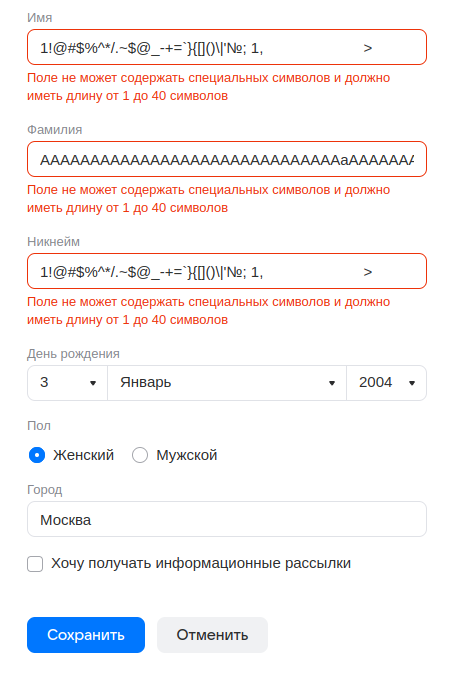 Имя
1!@#$%^*/.~$@_-+=`}{[]()\|'№; 1, >
Поле не может содержать специальных символов и должно
иметь длину от 1 до 40 символов
Фамилия
АААААААААААААААААААААААААААААааААААААА
Поле не может содержать специальных символов и должно
иметь длину от 1 до 40 символов
Никнейм
1!@#$%^*/.~$@_-+=`}{[]()\|'№; 1, >
Поле не может содержать специальных символов и должно
иметь длину от 1 до 40 символов
День рождения
3 Январь 2004
Пол
Женский Мужской
Город
Москва
Хочу получать информационные рассылки
Сохранить Отменить